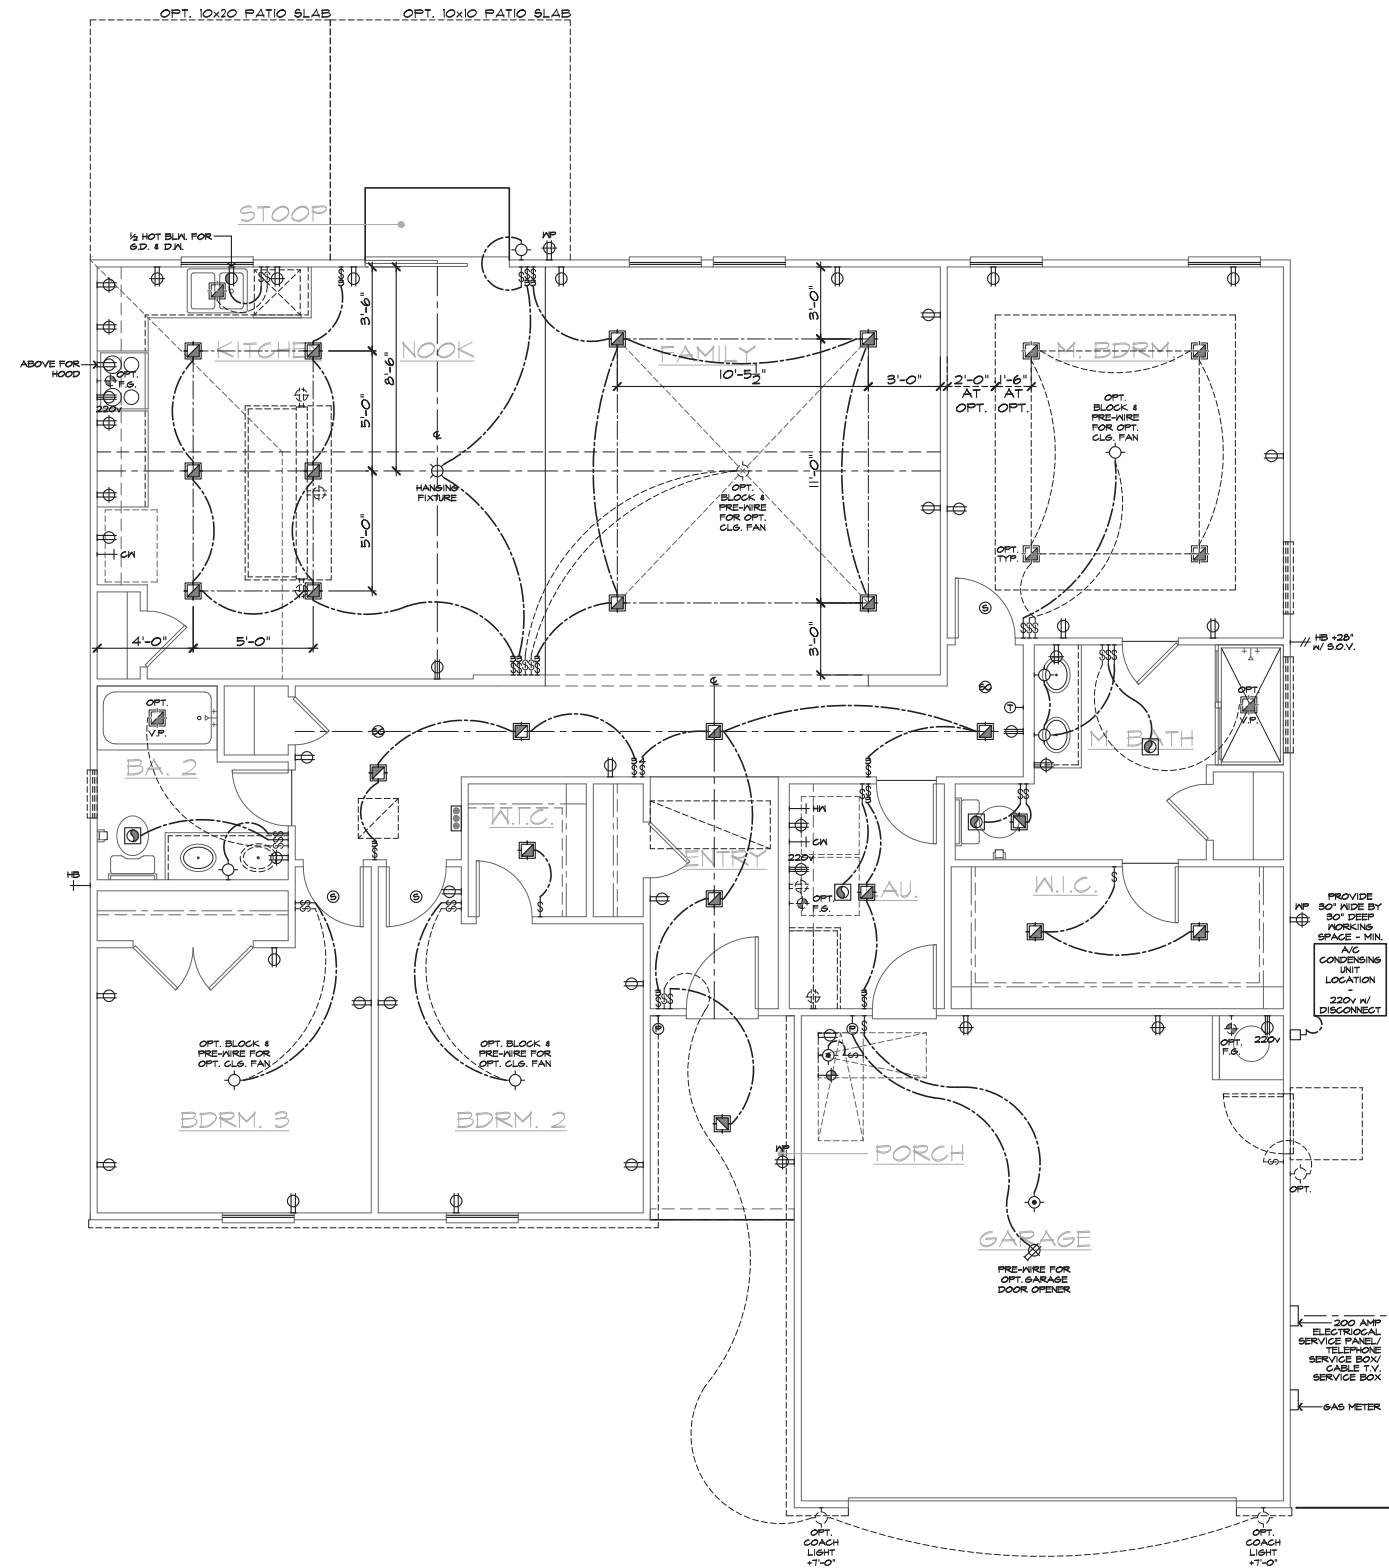 OPT. 10x20 PATIO SLAB
OPT. 10x10 PATIO SLAB
STOOP
½ HOT BLW. FOR
G.D. & D.W.
WP
3'-6"
8'-6"
3'-0"
KITCHEN
NOOK
FAMILY
M. BDRM
ABOVE FOR
HOOD
OPT.
F.G.
220v
10'-5½"
3'-0"
2'-0"
AT
OPT.
1'-6"
AT
OPT.
OPT.
BLOCK &
PRE-WIRE
FOR OPT.
CLG. FAN
5'-0"
HANGING
FIXTURE
OPT.
BLOCK &
PRE-WIRE
FOR OPT.
CLG. FAN
11'-0"
5'-0"
CW
OPT.
TYP.
S
4'-0"
5'-0"
3'-0"
HB +28"
W/ S.O.V.
OPT.
V.P.
SC
SC
T
OPT.
V.P.
BA. 2
M. BATH
W.I.C.
HW
CW
220v
ENTRY
HB
S
S
OPT.
F.G.
LAU.
W.I.C.
WP
PROVIDE
30" WIDE BY
30" DEEP
WORKING
SPACE - MIN.
A/C
CONDENSING
UNIT
LOCATION
-
220v W/
DISCONNECT
P
P
OPT.
F.G.
220v
OPT. BLOCK &
PRE-WIRE FOR
OPT. CLG. FAN
OPT. BLOCK &
PRE-WIRE FOR
OPT. CLG. FAN
BDRM. 3
BDRM. 2
WP
PORCH
OPT.
GARAGE
PRE-WIRE FOR
OPT. GARAGE
DOOR OPENER
200 AMP
ELECTRIOCAL
SERVICE PANEL/
TELEPHONE
SERVICE BOX/
CABLE T.V.
SERVICE BOX
GAS METER
OPT.
COACH
LIGHT
+7'-0"
OPT.
COACH
LIGHT
+7'-0"